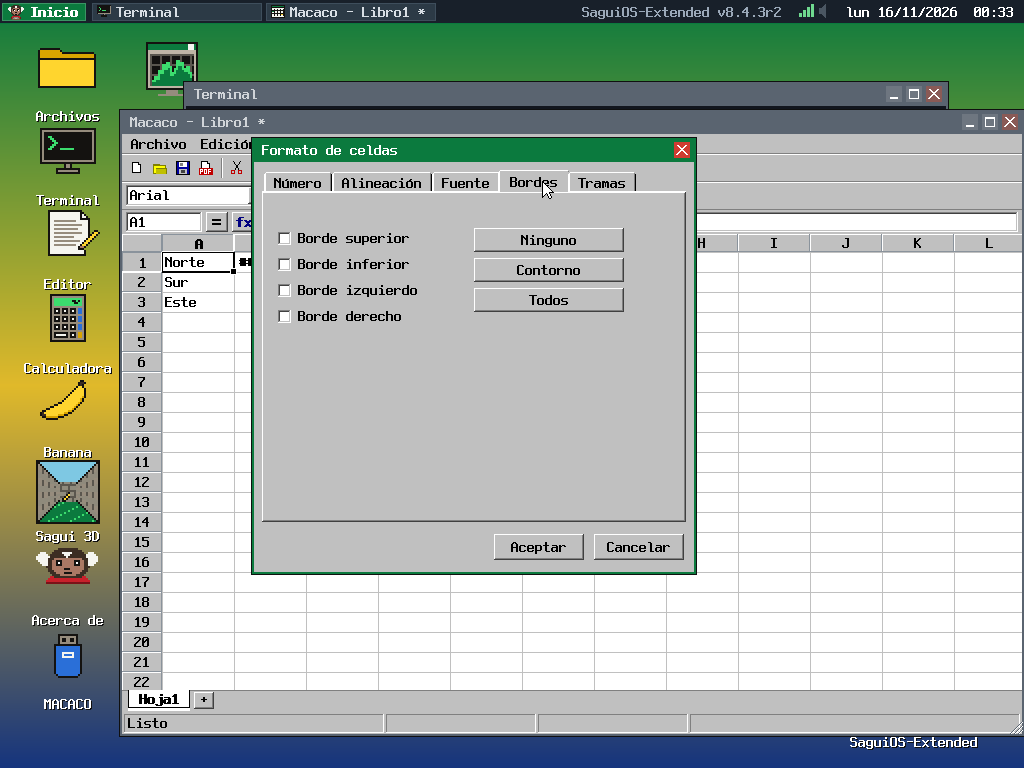 Inicio
Terminal
Macaco - Libro1 *
SaguiOS-Extended v8.4.3r2
lun 16/11/2026
00:33
Archivos
Terminal
Editor
Calculadora
Banana
Sagui 3D
Acerca de
MACACO
Terminal
Macaco - Libro1 *
Archivo Edición
PDF
Arial
A1
=
fx
A H I J K L
1 Norte ##
2 Sur
3 Este
4
5
6
7
8
9
10
11
12
13
14
15
16
17
18
19
20
21
22
Formato de celdas
Número Alineación Fuente Bordes Tramas
Borde superior
Borde inferior
Borde izquierdo
Borde derecho
Ninguno
Contorno
Todos
Aceptar Cancelar
Hoja1 +
Listo
SaguiOS-Extended